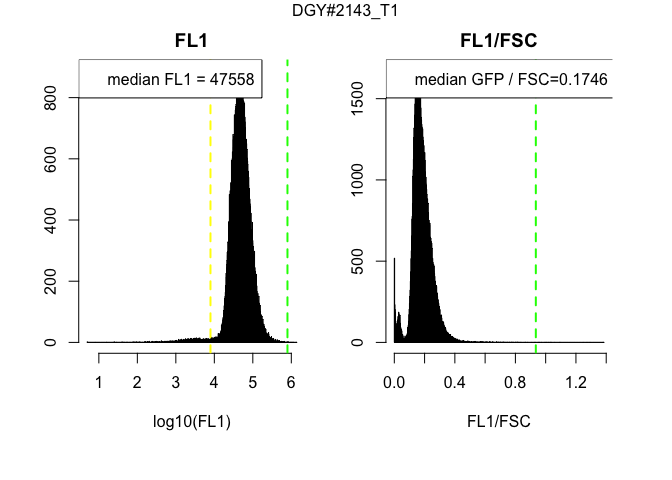 DGY#2143_T1
FL1
median FL1 = 47558
800
600
400
200
0
1 2 3 4 5 6
log10(FL1)
FL1/FSC
median GFP / FSC=0.1746
1500
1000
500
0
0.0 0.4 0.8 1.2
FL1/FSC